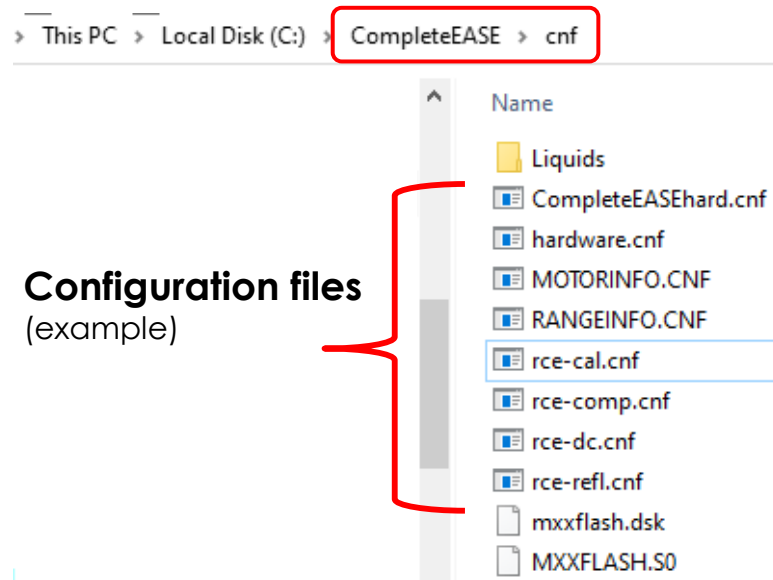 > This PC > Local Disk (C:) > CompleteEASE > cnf
Name
Liquids
CompleteEASEhard.cnf
hardware.cnf
MOTORINFO.CNF
RANGEINFO.CNF
rce-cal.cnf
rce-comp.cnf
rce-dc.cnf
rce-refl.cnf
mxxflash.dsk
MXXFLASH.S0
Configuration files
(example)